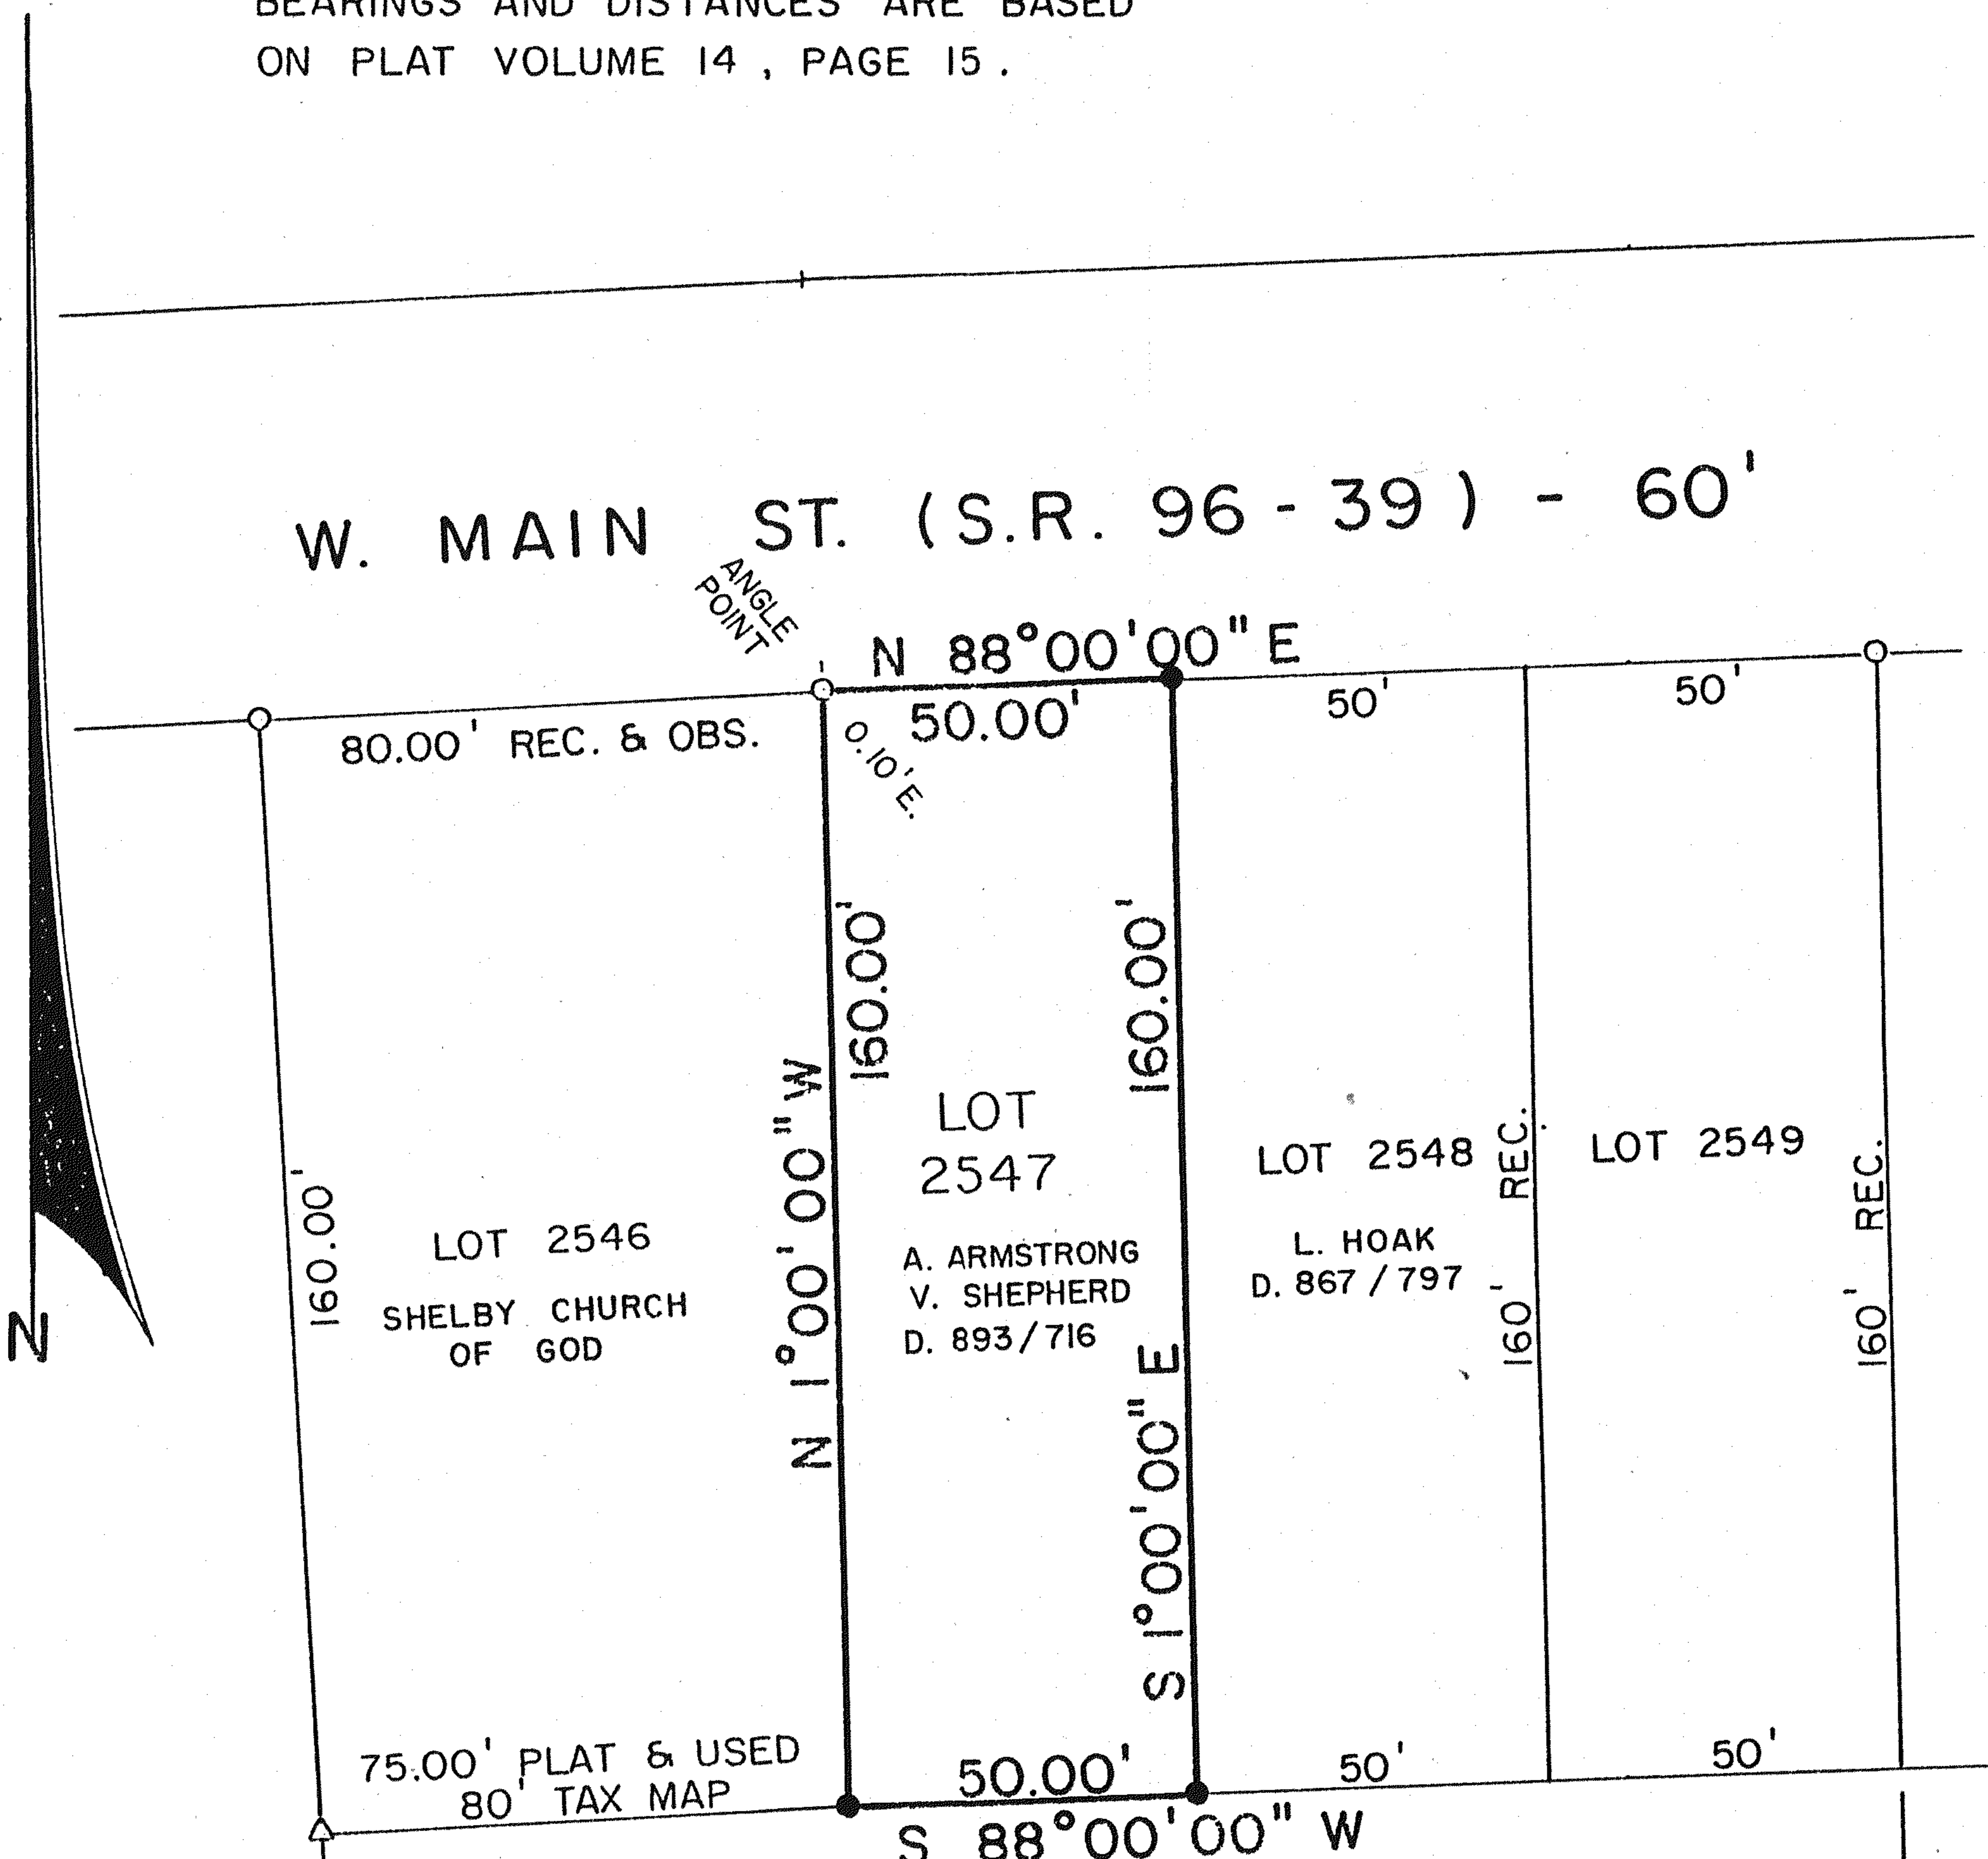 BEARINGS AND DISTANCES ARE BASED
ON PLAT VOLUME 14 , PAGE 15 .
W. MAIN ST. ( S.R. 96 - 39 ) - 60'
ANGLE
POINT
N 88°00'00" E
80.00' REC. & OBS.
50.00'
50'
50'
0.10' E.
160.00'
N 1°00'00" W
160.00'
160.00'
S 1°00'00" E
160' REC.
160' REC.
LOT 2546
SHELBY CHURCH
OF GOD
LOT
2547
A. ARMSTRONG
V. SHEPHERD
D. 893/716
LOT 2548
L. HOAK
D. 867/797
LOT 2549
N
75.00' PLAT & USED
80' TAX MAP
50.00'
50'
50'
S 88°00'00" W